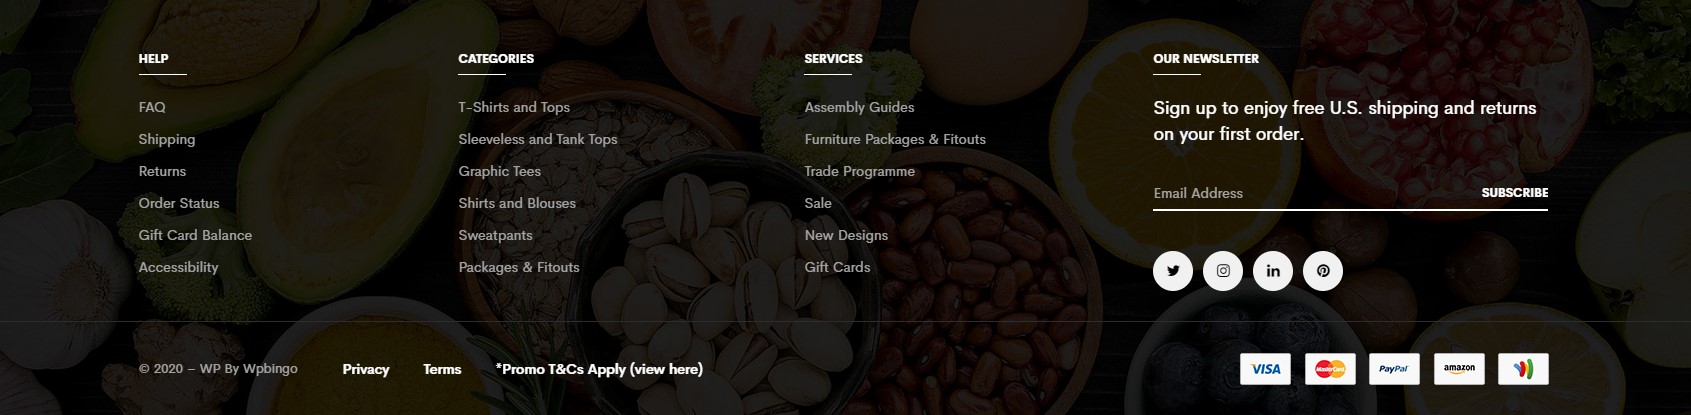 HELP
FAQ
Shipping
Returns
Order Status
Gift Card Balance
Accessibility
CATEGORIES
T-Shirts and Tops
Sleeveless and Tank Tops
Graphic Tees
Shirts and Blouses
Sweatpants
Packages & Fitouts
SERVICES
Assembly Guides
Furniture Packages & Fitouts
Trade Programme
Sale
New Designs
Gift Cards
OUR NEWSLETTER
Sign up to enjoy free U.S. shipping and returns
on your first order.
Email Address SUBSCRIBE
© 2020 – WP By Wpbingo Privacy Terms *Promo T&Cs Apply (view here) VISA MasterCard PayPal amazon